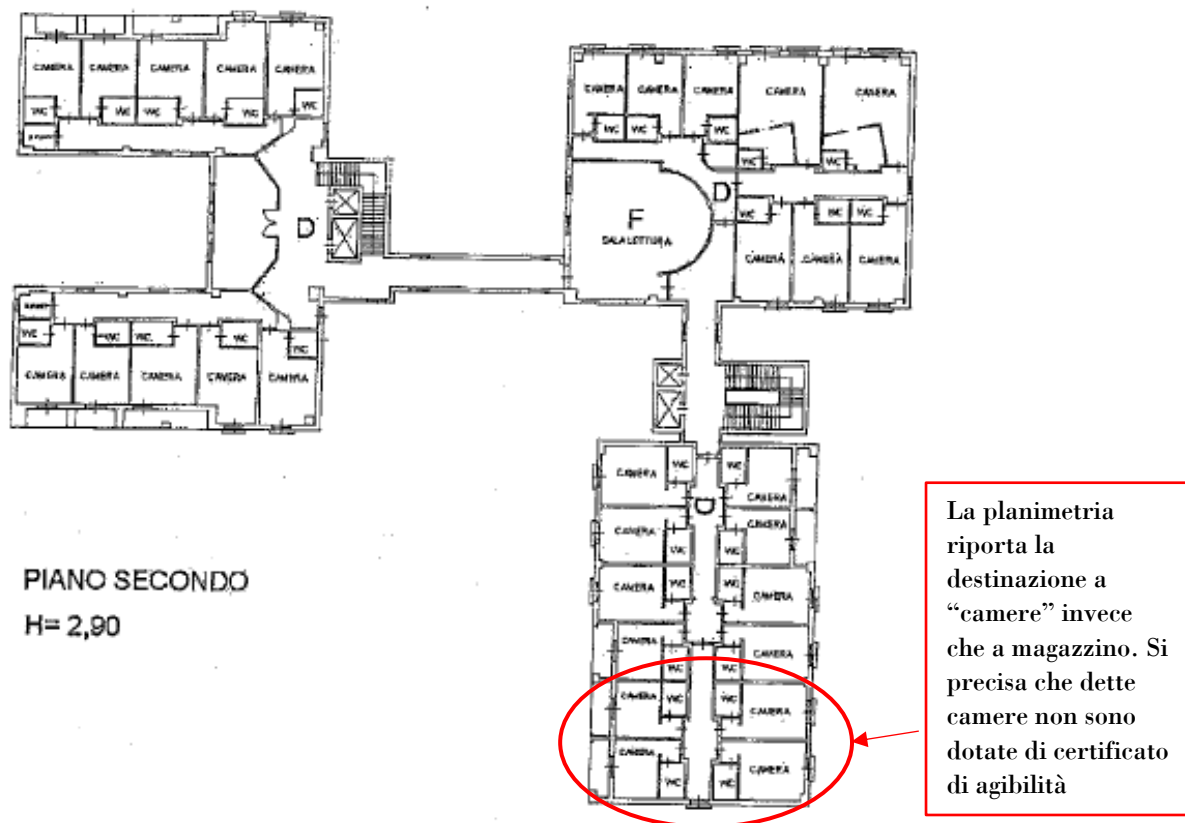 CAMERA CAMERA CAMERA CAMERA CAMERA
WC WC WC WC WC
CAMERA CAMERA CAMERA CAMERA CAMERA
WC WC WC WC WC
D
F
SALA LETTURA
D
WC WC WC
CAMERA CAMERA CAMERA
WC WC WC WC WC
CAMERA CAMERA CAMERA CAMERA CAMERA
CAMERA WC WC CAMERA
D
CAMERA WC WC CAMERA
CAMERA WC WC CAMERA
CAMERA WC WC CAMERA
CAMERA WC WC CAMERA
CAMERA WC WC CAMERA
PIANO SECONDO
H= 2,90
La planimetria
riporta la
destinazione a
“camere” invece
che a magazzino. Si
precisa che dette
camere non sono
dotate di certificato
di agibilità